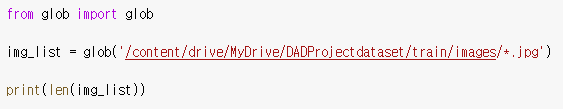 from glob import glob
img_list = glob('/content/drive/MyDrive/DADProjectdataset/train/images/*.jpg')
print(len(img_list))